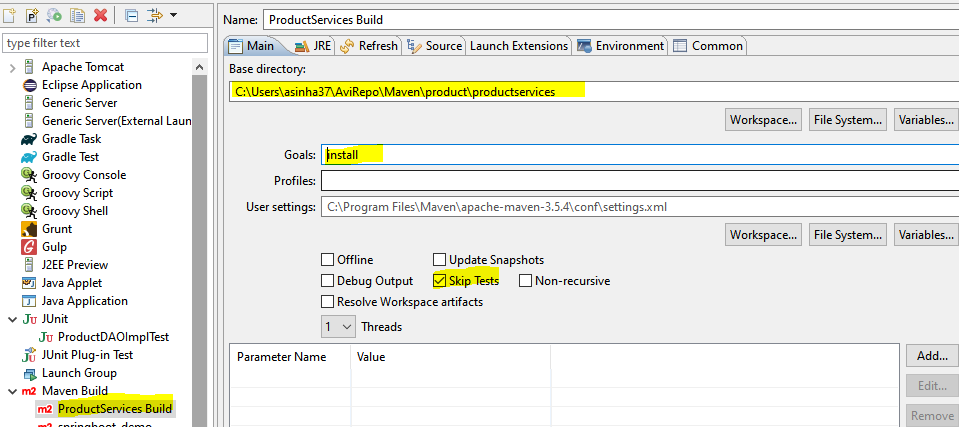 Name: ProductServices Build
type filter text
Apache Tomcat
Eclipse Application
Generic Server
Generic Server(External Laun
Gradle Task
Gradle Test
Groovy Console
Groovy Script
Groovy Shell
Grunt
Gulp
J2EE Preview
Java Applet
Java Application
JUnit
Ju ProductDAOImplTest
JUnit Plug-in Test
Launch Group
m2 Maven Build
m2 ProductServices Build
springboot_demo
Main JRE Refresh Source Launch Extensions Environment Common
Base directory:
C:\Users\asinha37\AviRepo\Maven\product\productservices
Workspace... File System... Variables...
Goals: install
Profiles:
User settings: C:\Program Files\Maven\apache-maven-3.5.4\conf\settings.xml
Workspace... File System... Variables...
Offline Update Snapshots
Debug Output Skip Tests Non-recursive
Resolve Workspace artifacts
1 Threads
Parameter Name Value
Add...
Edit...
Remove